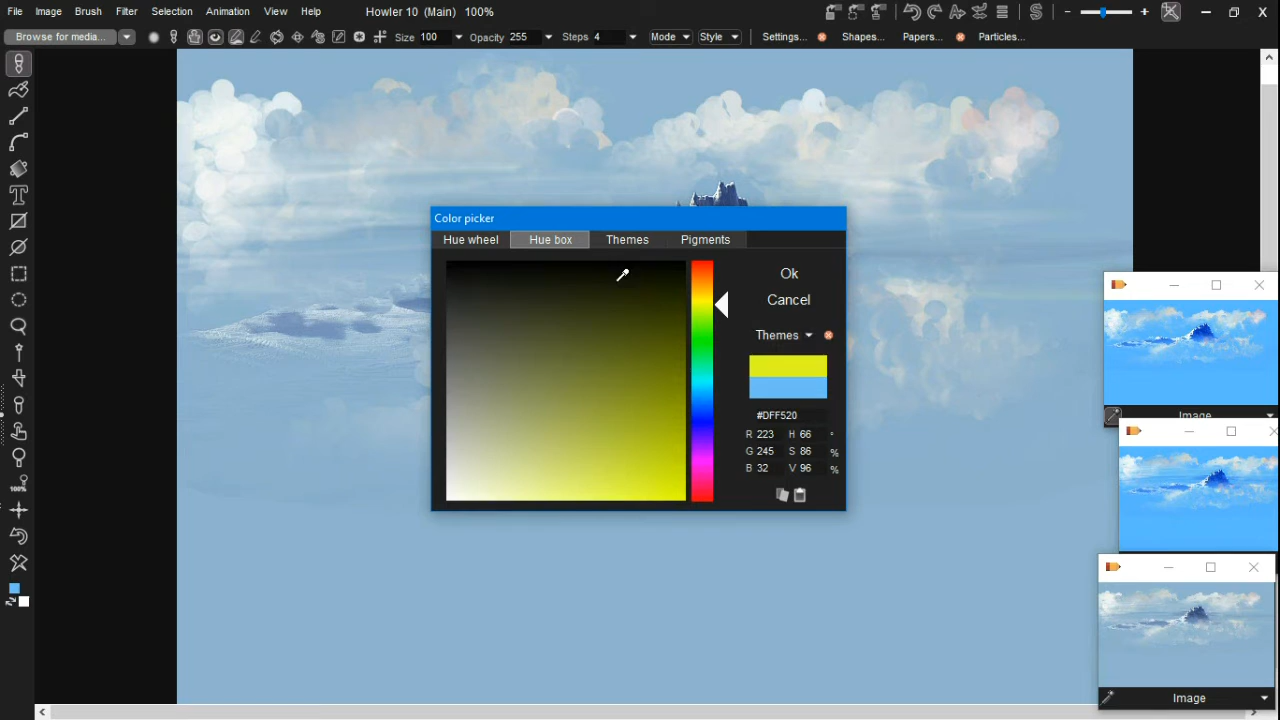 File Image Brush Filter Selection Animation View Help Howler 10 (Main) 100%
Browse for media... Size 100 Opacity 255 Steps 4 Mode Style Settings... Shapes... Papers... Particles...
Color picker
Hue wheel Hue box Themes Pigments
Ok
Cancel
Themes
#DFF520
R 223 H 66 °
G 245 S 86 %
B 32 V 96 %
Image
100%
Image